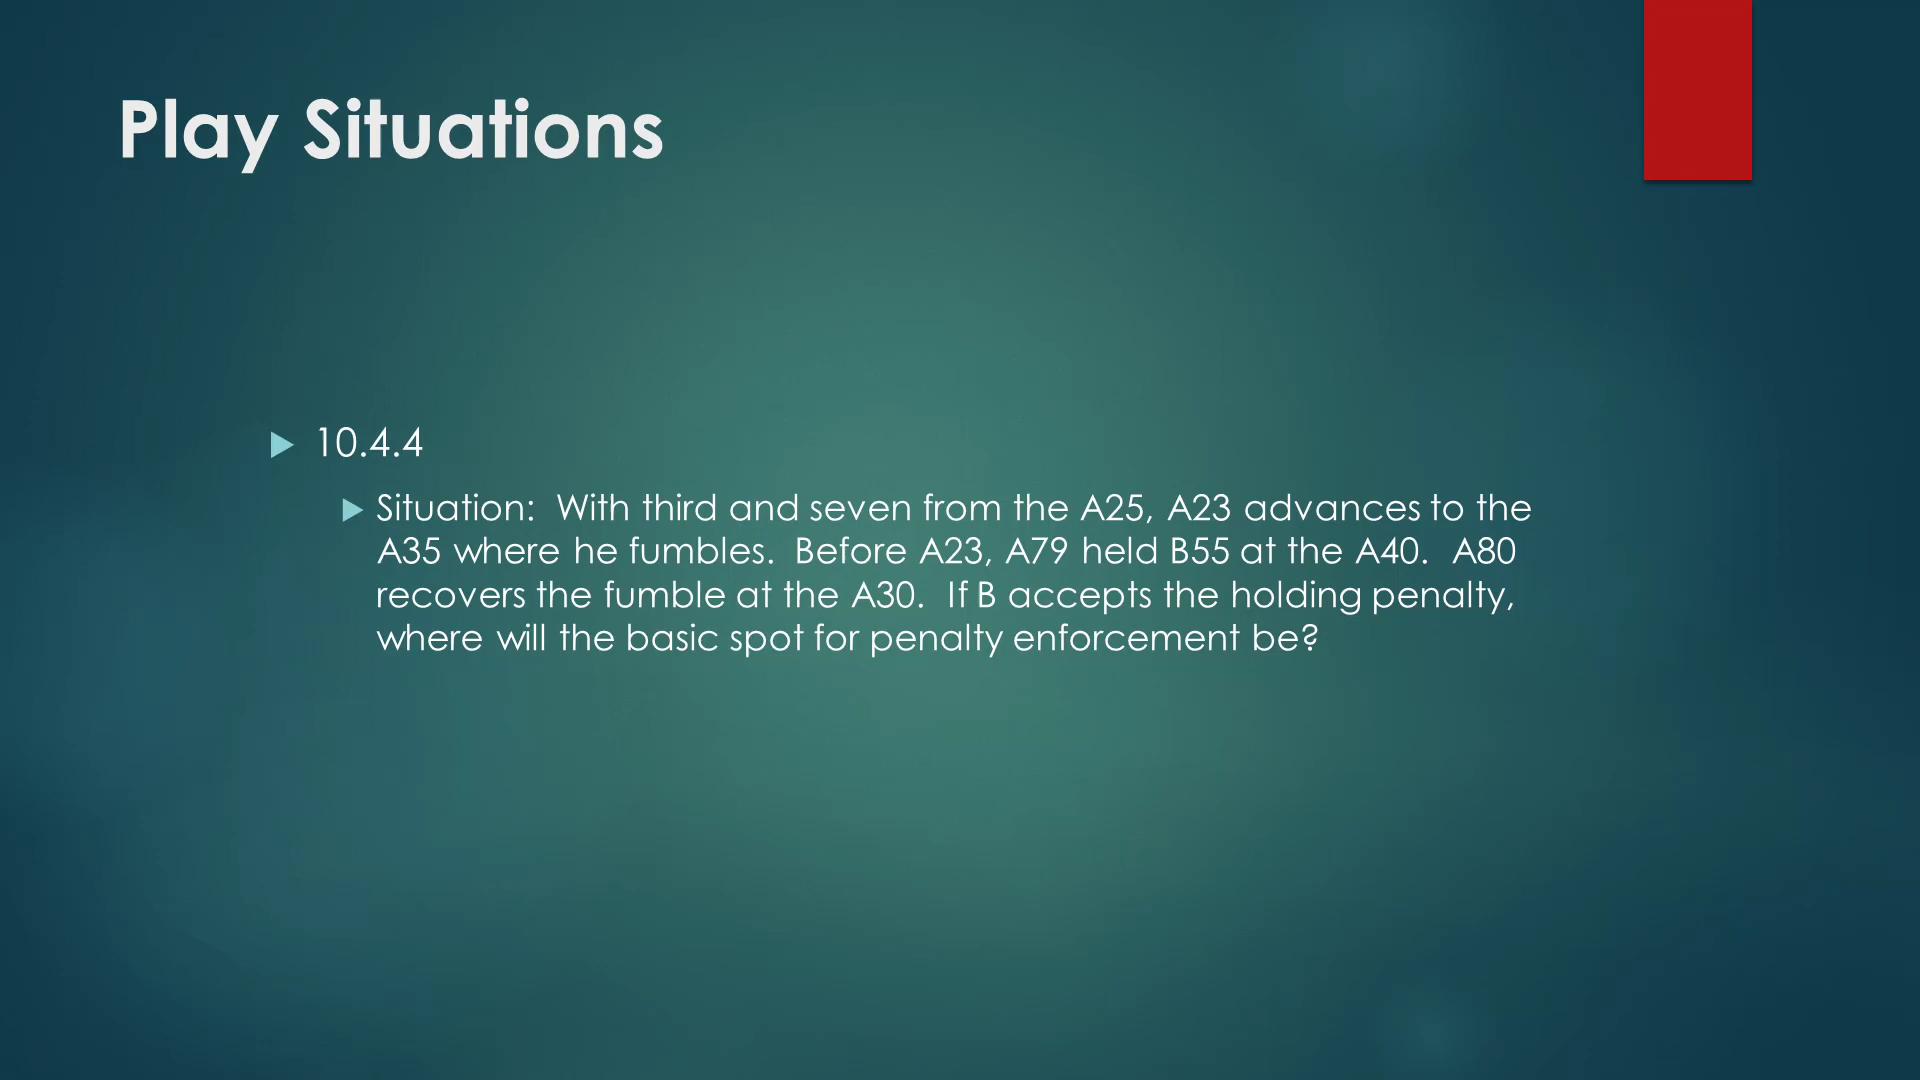 Play Situations
10.4.4
Situation:  With third and seven from the A25, A23 advances to the
A35 where he fumbles.  Before A23, A79 held B55 at the A40.  A80
recovers the fumble at the A30.  If B accepts the holding penalty,
where will the basic spot for penalty enforcement be?